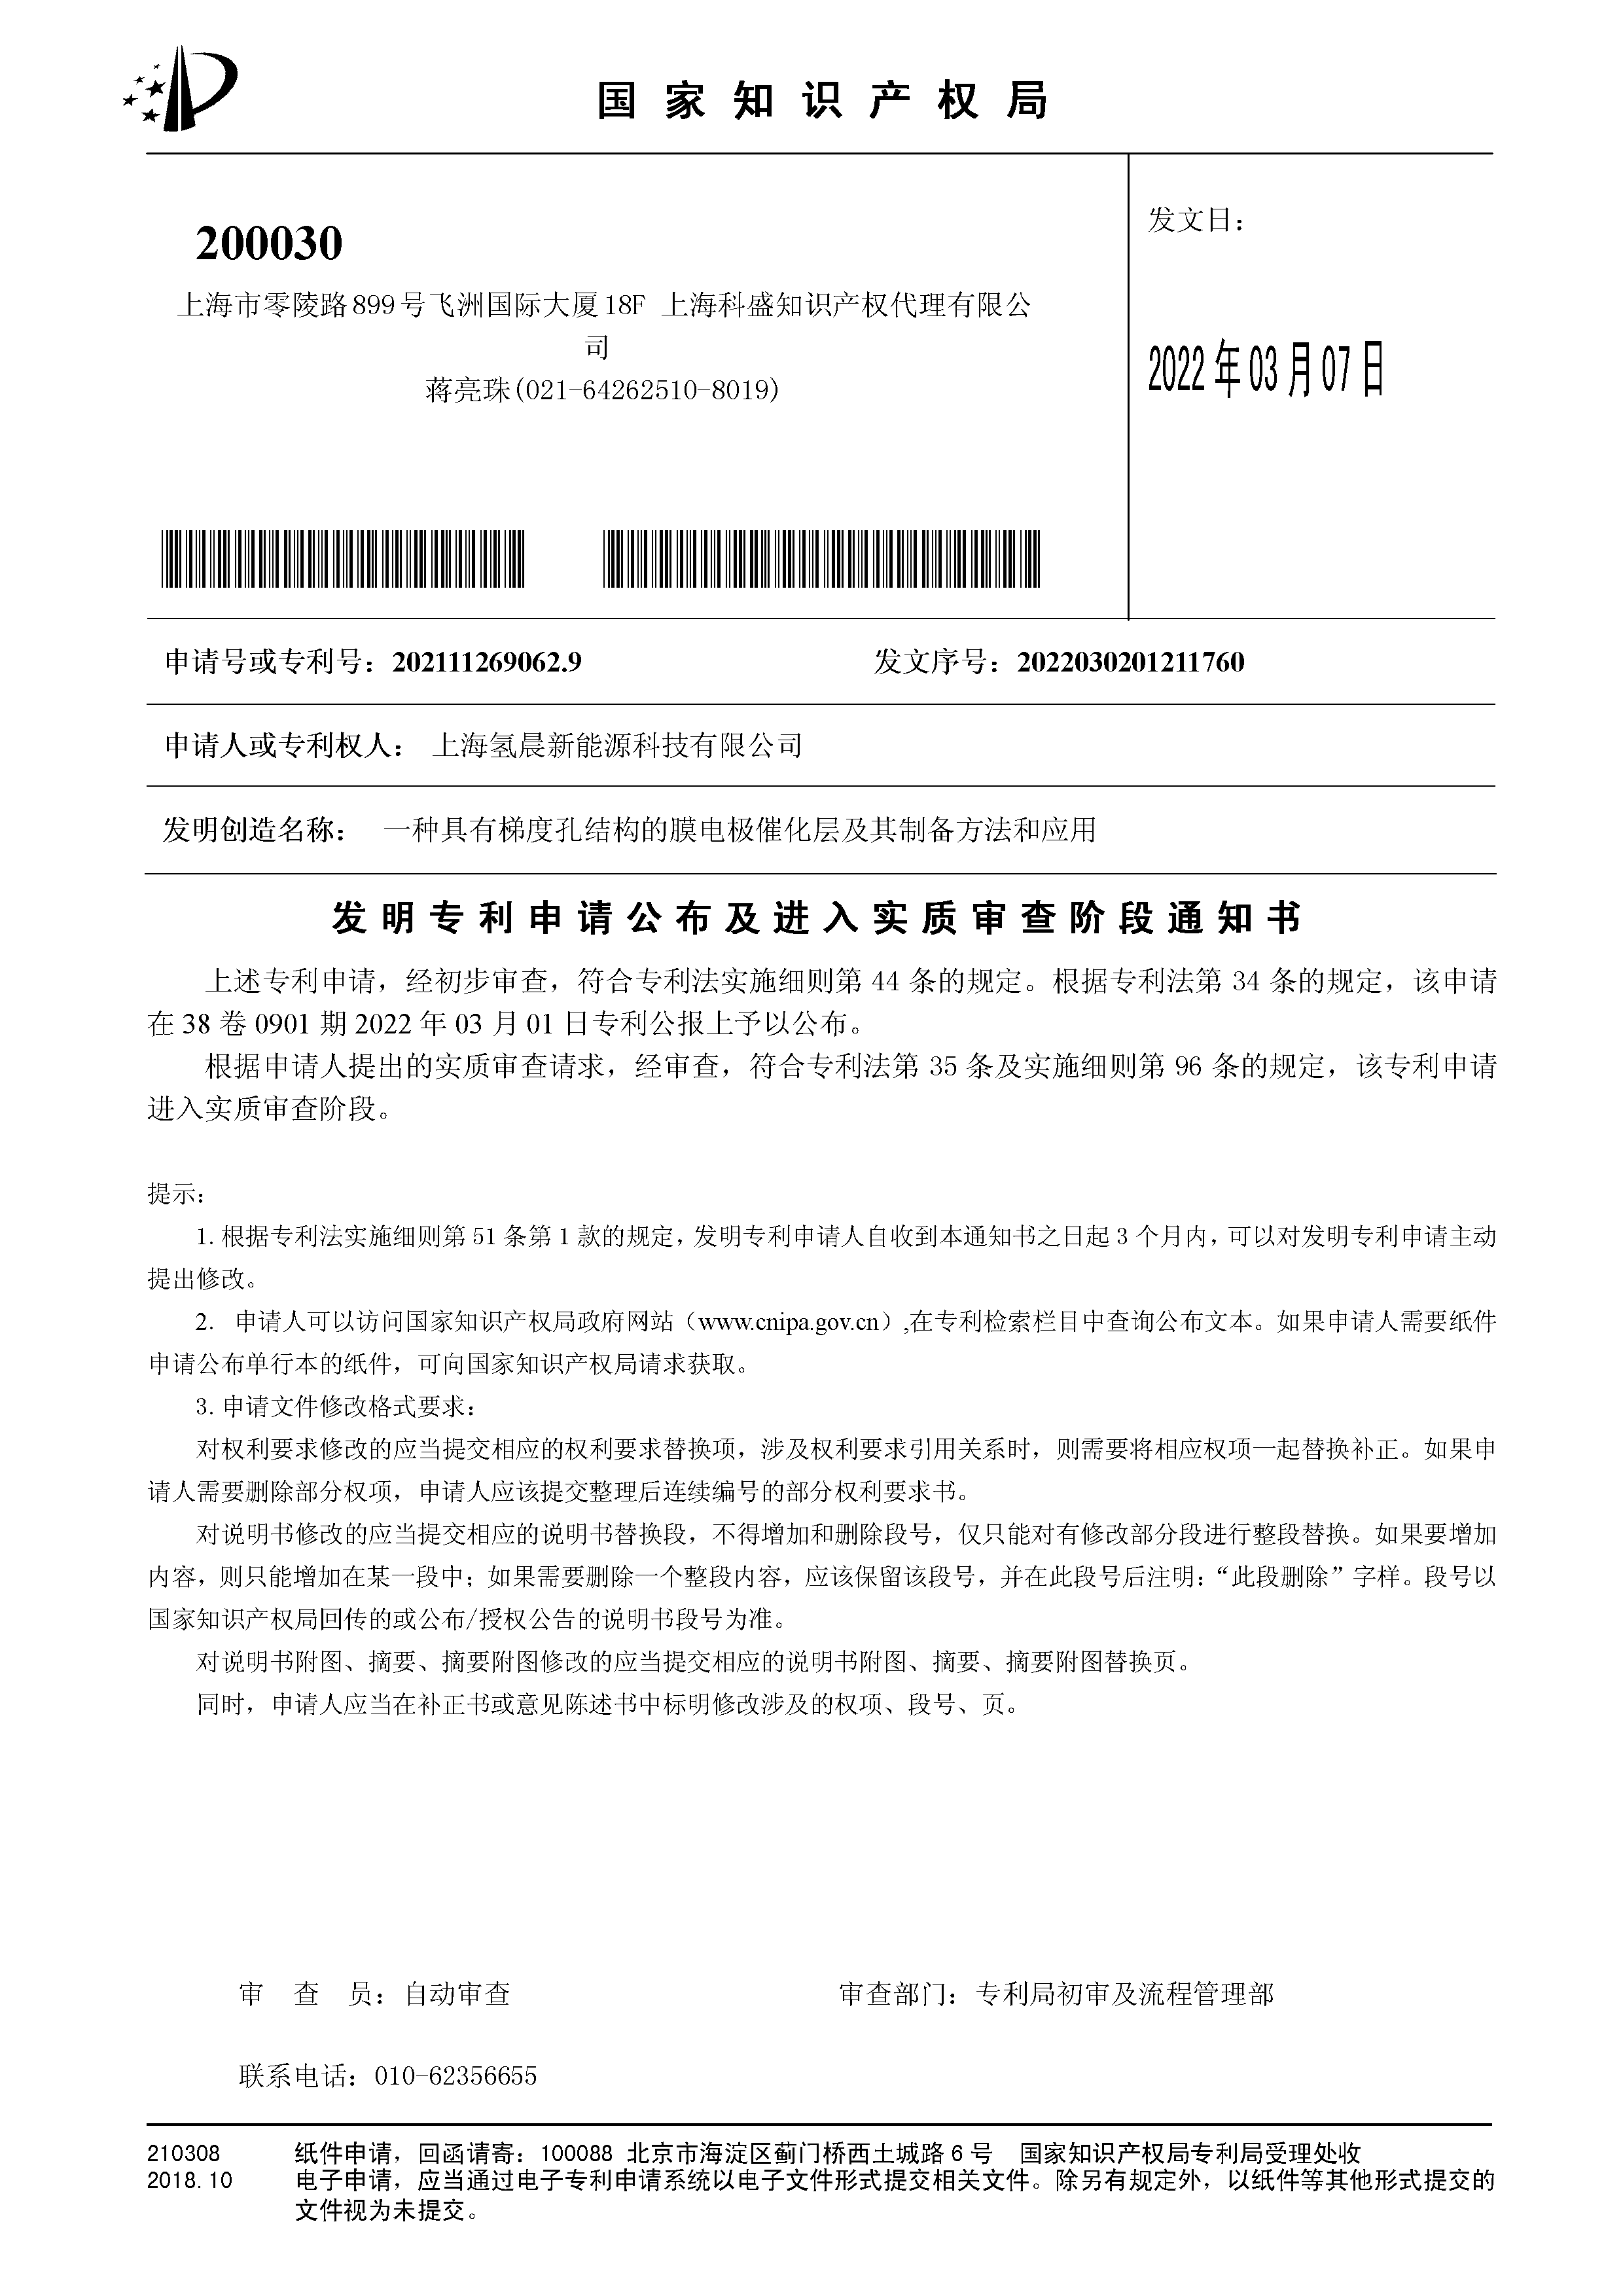 国家知识产权局
200030
上海市零陵路899号飞洲国际大厦18F 上海科盛知识产权代理有限公
司
蒋亮珠(021-64262510-8019)
发文日：
2022年03月07日
申请号或专利号：202111269062.9
发文序号：2022030201211760
申请人或专利权人： 上海氢晨新能源科技有限公司
发明创造名称： 一种具有梯度孔结构的膜电极催化层及其制备方法和应用
发明专利申请公布及进入实质审查阶段通知书
上述专利申请，经初步审查，符合专利法实施细则第 44 条的规定。根据专利法第 34 条的规定，该申请
在 38 卷 0901 期 2022 年 03 月 01 日专利公报上予以公布。
根据申请人提出的实质审查请求，经审查，符合专利法第 35 条及实施细则第 96 条的规定，该专利申请
进入实质审查阶段。
提示：
1. 根据专利法实施细则第 51 条第 1 款的规定，发明专利申请人自收到本通知书之日起 3 个月内，可以对发明专利申请主动
提出修改。
2. 申请人可以访问国家知识产权局政府网站（www.cnipa.gov.cn）,在专利检索栏目中查询公布文本。如果申请人需要纸件
申请公布单行本的纸件，可向国家知识产权局请求获取。
3. 申请文件修改格式要求：
对权利要求修改的应当提交相应的权利要求替换项，涉及权利要求引用关系时，则需要将相应权项一起替换补正。如果申
请人需要删除部分权项，申请人应该提交整理后连续编号的部分权利要求书。
对说明书修改的应当提交相应的说明书替换段，不得增加和删除段号，仅只能对有修改部分段进行整段替换。如果要增加
内容，则只能增加在某一段中；如果需要删除一个整段内容，应该保留该段号，并在此段号后注明：“此段删除”字样。段号以
国家知识产权局回传的或公布/授权公告的说明书段号为准。
对说明书附图、摘要、摘要附图修改的应当提交相应的说明书附图、摘要、摘要附图替换页。
同时，申请人应当在补正书或意见陈述书中标明修改涉及的权项、段号、页。
审 查 员：自动审查
审查部门：专利局初审及流程管理部
联系电话：010-62356655
210308 纸件申请，回函请寄：100088 北京市海淀区蓟门桥西土城路 6 号 国家知识产权局专利局受理处收
2018.10 电子申请，应当通过电子专利申请系统以电子文件形式提交相关文件。除另有规定外，以纸件等其他形式提交的
文件视为未提交。